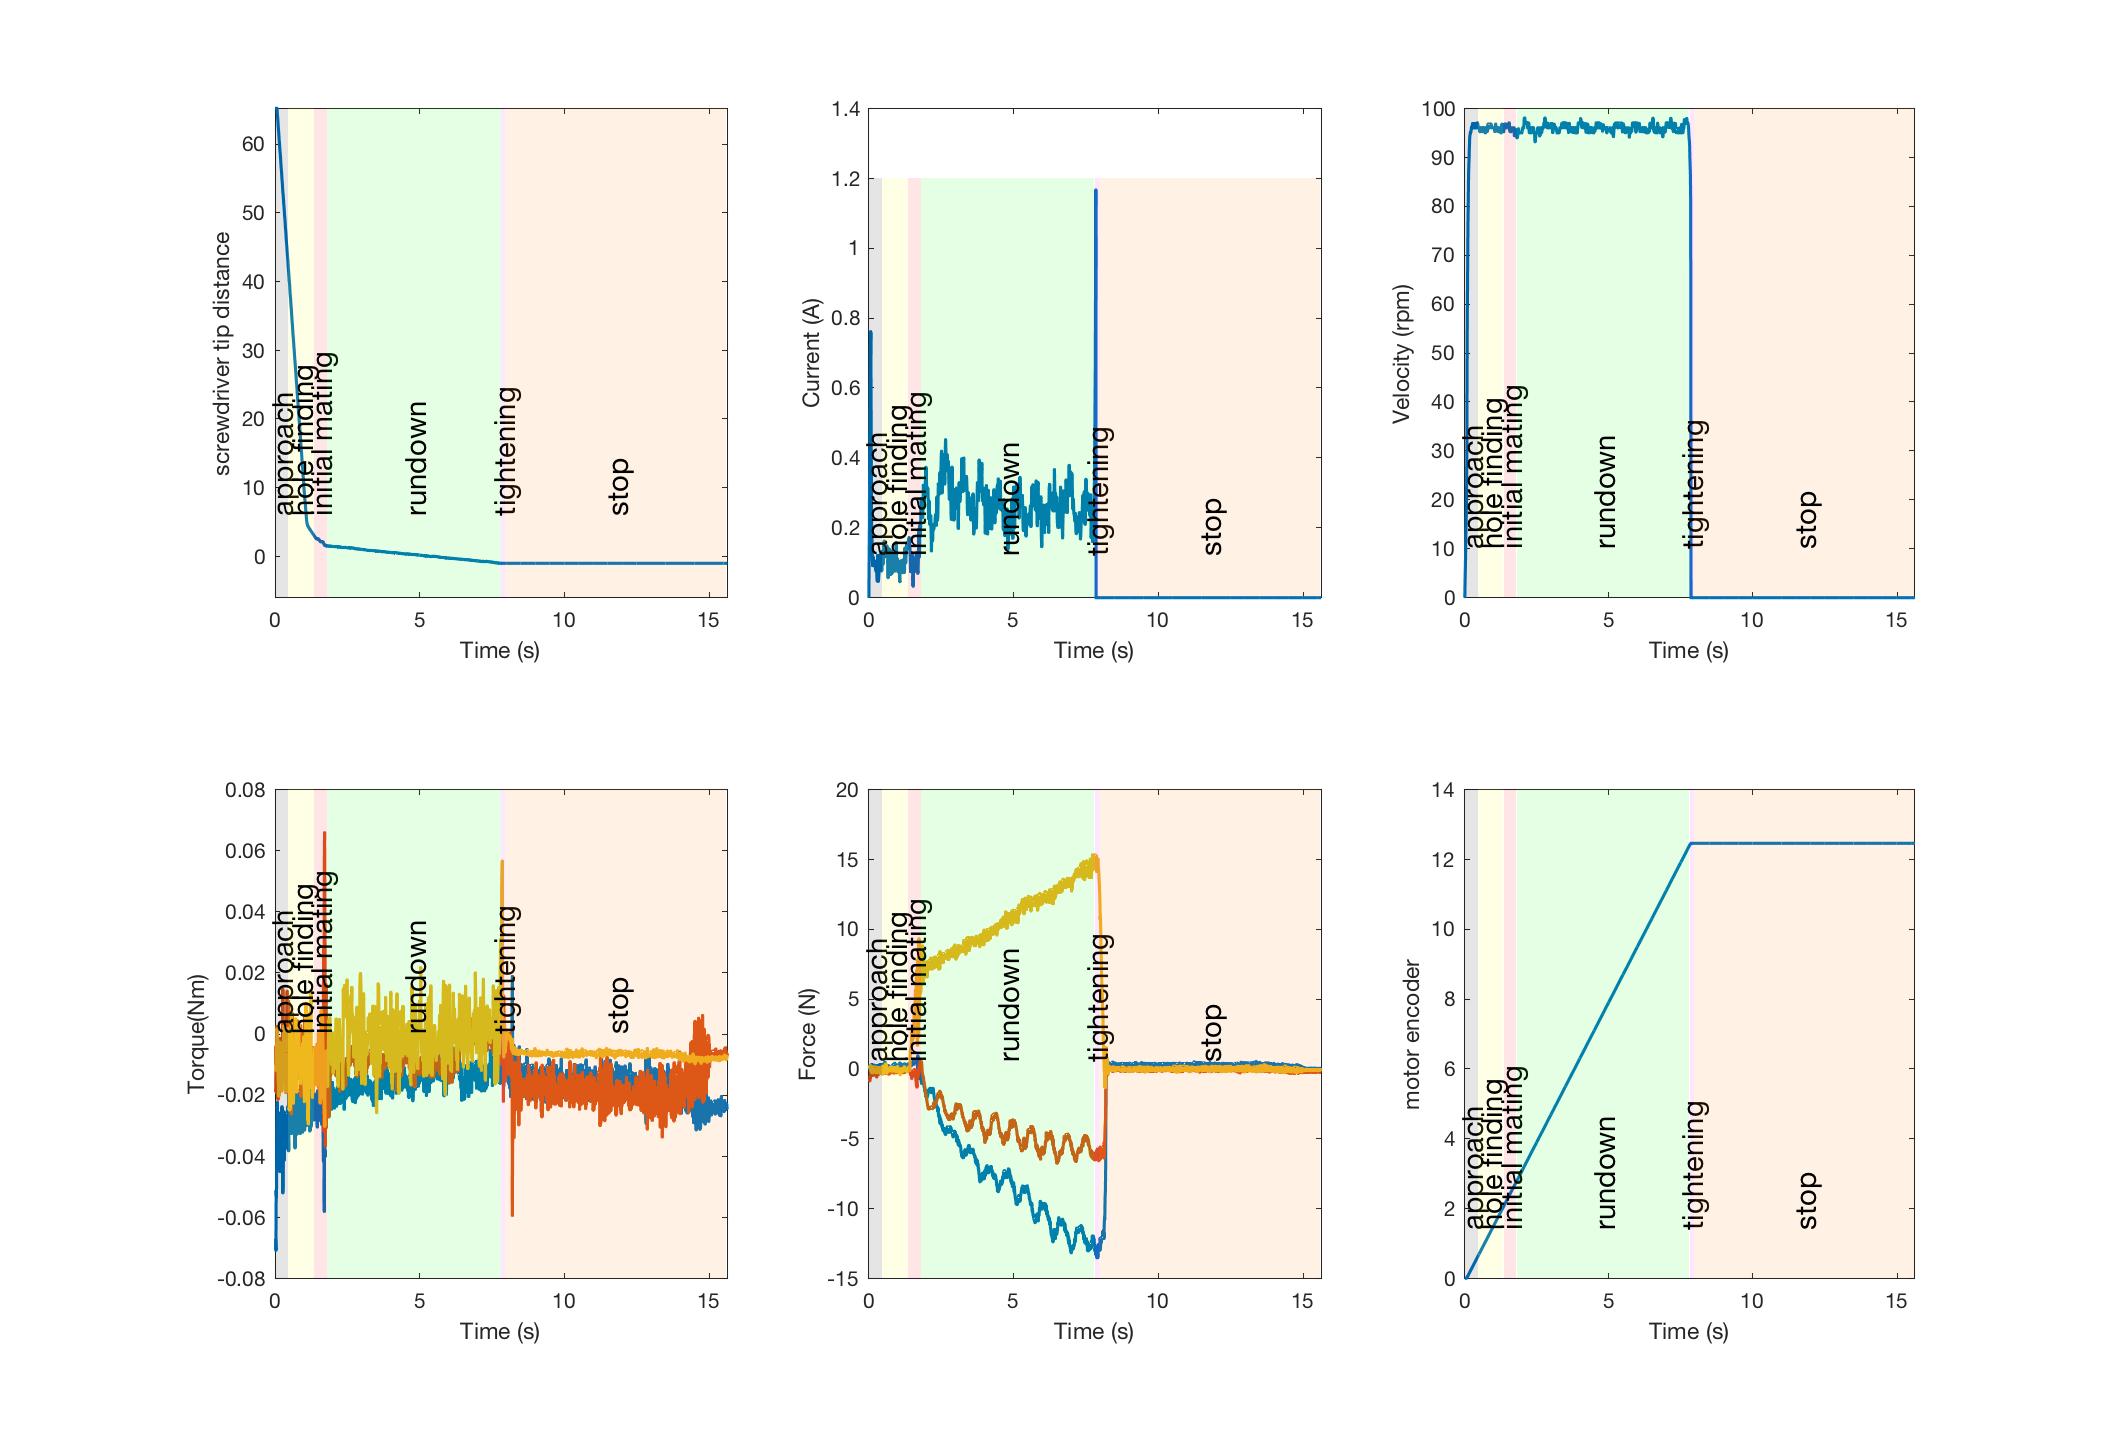 screwdriver tip distance
60
50
40
30
20
10
0
approach
hole finding
initial mating
rundown
tightening
stop
0 5 10 15
Time (s)
Current (A)
1.4
1.2
1
0.8
0.6
0.4
0.2
0
approach
hole finding
initial mating
rundown
tightening
stop
0 5 10 15
Time (s)
Velocity (rpm)
100
90
80
70
60
50
40
30
20
10
0
approach
hole finding
initial mating
rundown
tightening
stop
0 5 10 15
Time (s)
Torque(Nm)
0.08
0.06
0.04
0.02
0
-0.02
-0.04
-0.06
-0.08
approach
hole finding
initial mating
rundown
tightening
stop
0 5 10 15
Time (s)
Force (N)
20
15
10
5
0
-5
-10
-15
approach
hole finding
initial mating
rundown
tightening
stop
0 5 10 15
Time (s)
motor encoder
14
12
10
8
6
4
2
0
approach
hole finding
initial mating
rundown
tightening
stop
0 5 10 15
Time (s)